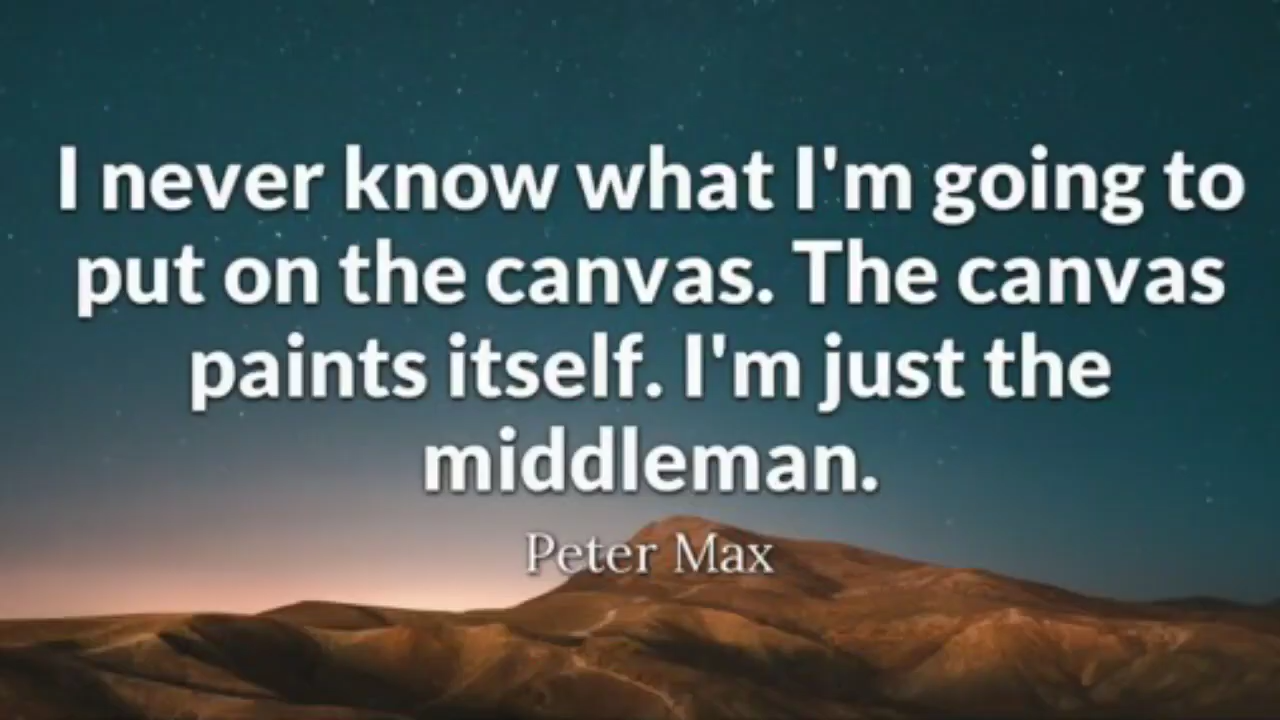 I never know what I'm going to
put on the canvas. The canvas
paints itself. I'm just the
middleman.
Peter Max